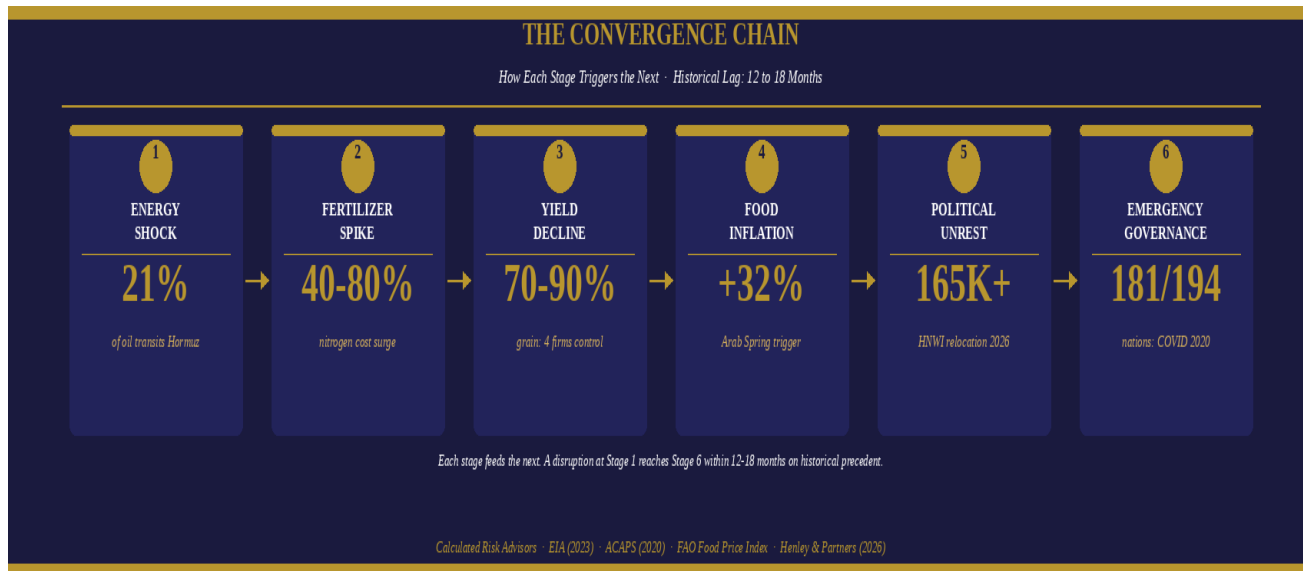 THE CONVERGENCE CHAIN
How Each Stage Triggers the Next · Historical Lag: 12 to 18 Months
1
ENERGY
SHOCK
21%
of oil transits Hormuz
2
FERTILIZER
SPIKE
40-80%
nitrogen cost surge
3
YIELD
DECLINE
70-90%
grain: 4 firms control
4
FOOD
INFLATION
+32%
Arab Spring trigger
5
POLITICAL
UNREST
165K+
HNWI relocation 2026
6
EMERGENCY
GOVERNANCE
181/194
nations: COVID 2020
Each stage feeds the next. A disruption at Stage 1 reaches Stage 6 within 12-18 months on historical precedent.
Calculated Risk Advisors · EIA (2023) · ACAPS (2020) · FAO Food Price Index · Henley & Partners (2026)